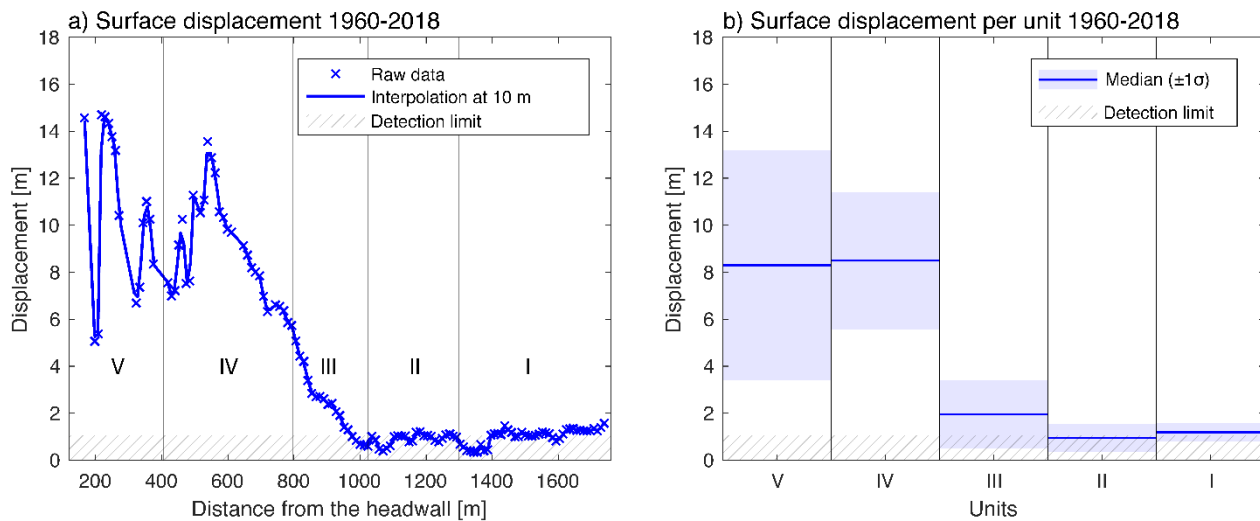 a) Surface displacement 1960-2018
18
16
14
12
10
8
6
4
2
0
Displacement [m]
× Raw data
Interpolation at 10 m
Detection limit
V IV III II I
200 400 600 800 1000 1200 1400 1600
Distance from the headwall [m]
b) Surface displacement per unit 1960-2018
18
16
14
12
10
8
6
4
2
0
Displacement [m]
Median (±1σ)
Detection limit
V IV III II I
Units